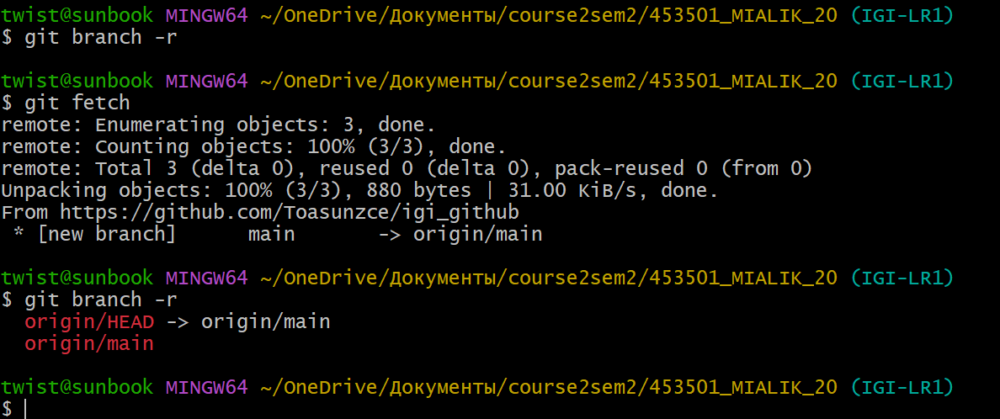 twist@sunbook MINGW64 ~/OneDrive/Документы/course2sem2/453501_MIALIK_20 (IGI-LR1)
$ git branch -r
twist@sunbook MINGW64 ~/OneDrive/Документы/course2sem2/453501_MIALIK_20 (IGI-LR1)
$ git fetch
remote: Enumerating objects: 3, done.
remote: Counting objects: 100% (3/3), done.
remote: Total 3 (delta 0), reused 0 (delta 0), pack-reused 0 (from 0)
Unpacking objects: 100% (3/3), 880 bytes | 31.00 KiB/s, done.
From https://github.com/Toasunzce/igi_github
 * [new branch]      main       -> origin/main
twist@sunbook MINGW64 ~/OneDrive/Документы/course2sem2/453501_MIALIK_20 (IGI-LR1)
$ git branch -r
  origin/HEAD -> origin/main
  origin/main
twist@sunbook MINGW64 ~/OneDrive/Документы/course2sem2/453501_MIALIK_20 (IGI-LR1)
$